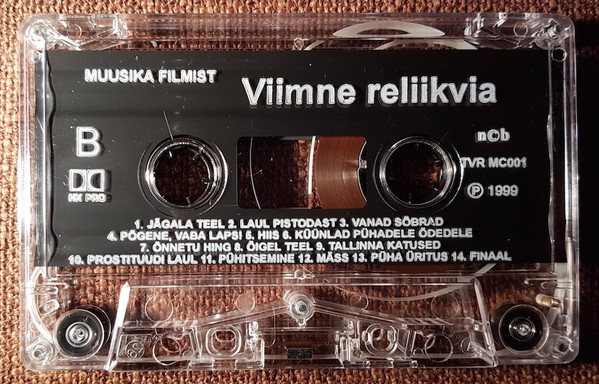 MUUSIKA FILMIST
Viimne reliikvia
B
n©b
HX PRO
TVR MC001
℗ 1999
1. JÄGALA TEEL 2. LAUL PISTODAST 3. VANAD SÕBRAD
4. PÕGENE, VABA LAPS! 5. HIIS 6. KÜÜNLAD PÜHADELE ÕDEDELE
7. ÕNNETU HING 8. ÕIGEL TEEL 9. TALLINNA KATUSED
10. PROSTITUUDI LAUL 11. PÜHITSEMINE 12. MÄSS 13. PÜHA ÜRITUS 14. FINAAL